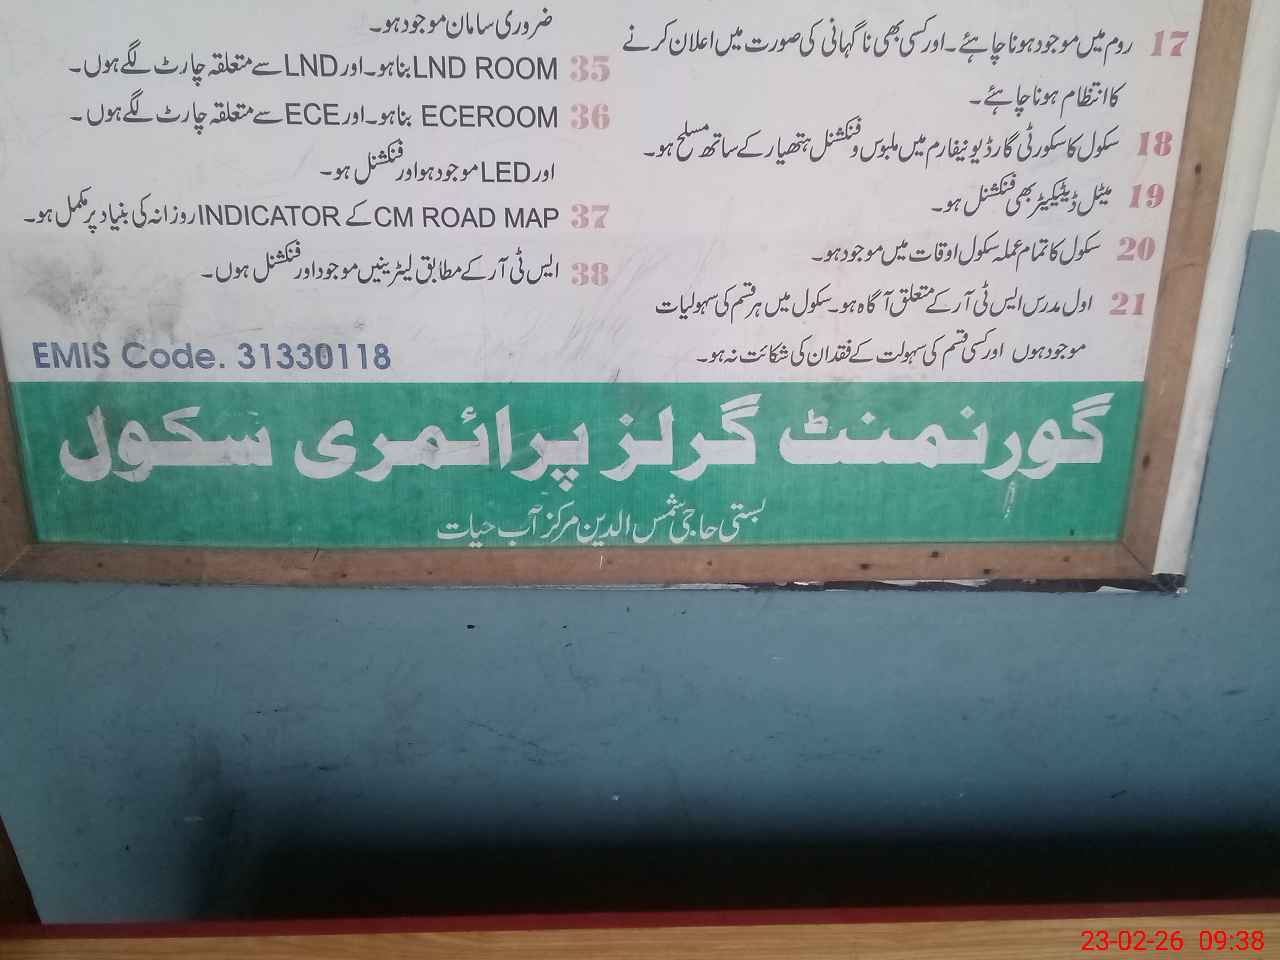 17 روم میں موجود ہونا چاہئے۔ اور کسی بھی ناگہانی کی صورت میں اعلان کرنے
کا انتظام ہونا چاہئے۔
18 سکول کا سکورٹی گارڈ یونیفارم میں ملبوس و فنکشنل ہتھیار کے ساتھ مسلح ہو۔
19 میٹل ڈیٹیکیٹر بھی فنکشنل ہو۔
20 سکول کا تمام عملہ سکول اوقات میں موجود ہو۔
21 اول مدرس ایس ٹی آر کے متعلق آگاہ ہو۔ سکول میں ہر قسم کی سہولیات
موجود ہوں اور کسی قسم کی سہولت کے فقدان کی شکائت نہ ہو۔
ضروری سامان موجود ہو۔
35 LND ROOM بنا ہو۔ اور LND سے متعلقہ چارٹ لگے ہوں۔
36 ECEROOM بنا ہو۔ اور ECE سے متعلقہ چارٹ لگے ہوں۔
اور LED موجود ہو اور فنکشنل ہو۔
37 CM ROAD MAP کے INDICATOR روزانہ کی بنیاد پر مکمل ہو۔
38 ایس ٹی آر کے مطابق لیٹرینیں موجود اور فنکشنل ہوں۔
EMIS Code. 31330118
گورنمنٹ گرلز پرائمری سکول
بستی حاجی شمس الدین مرکز آب حیات
23-02-26 09:38